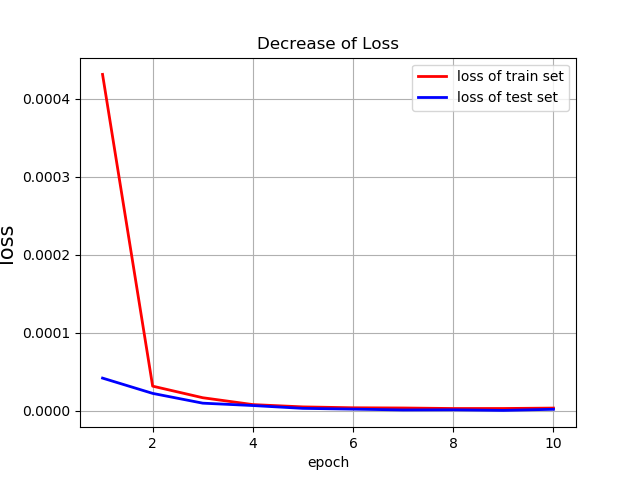 Decrease of Loss
loss of train set
loss of test set
0.0004
0.0003
0.0002
0.0001
0.0000
loss
2
4
6
8
10
epoch